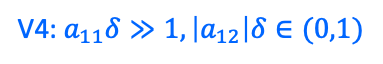 V4: a₁₁δ ≫ 1, |a₁₂|δ ∈ (0,1)